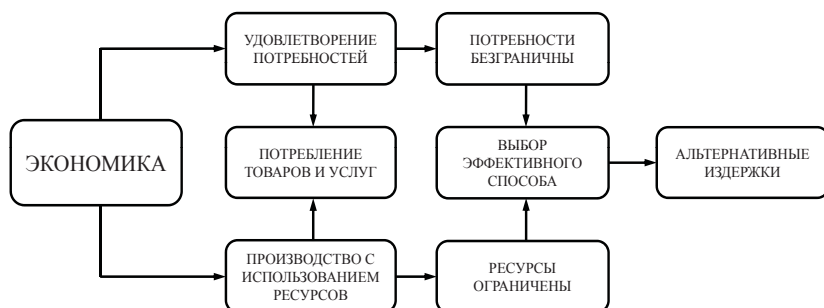 УДОВЛЕТВОРЕНИЕ
ПОТРЕБНОСТЕЙ
ПОТРЕБНОСТИ
БЕЗГРАНИЧНЫ
ЭКОНОМИКА
ПОТРЕБЛЕНИЕ
ТОВАРОВ И УСЛУГ
ВЫБОР
ЭФФЕКТИВНОГО
СПОСОБА
АЛЬТЕРНАТИВНЫЕ
ИЗДЕРЖКИ
ПРОИЗВОДСТВО С
ИСПОЛЬЗОВАНИЕМ
РЕСУРСОВ
РЕСУРСЫ
ОГРАНИЧЕНЫ